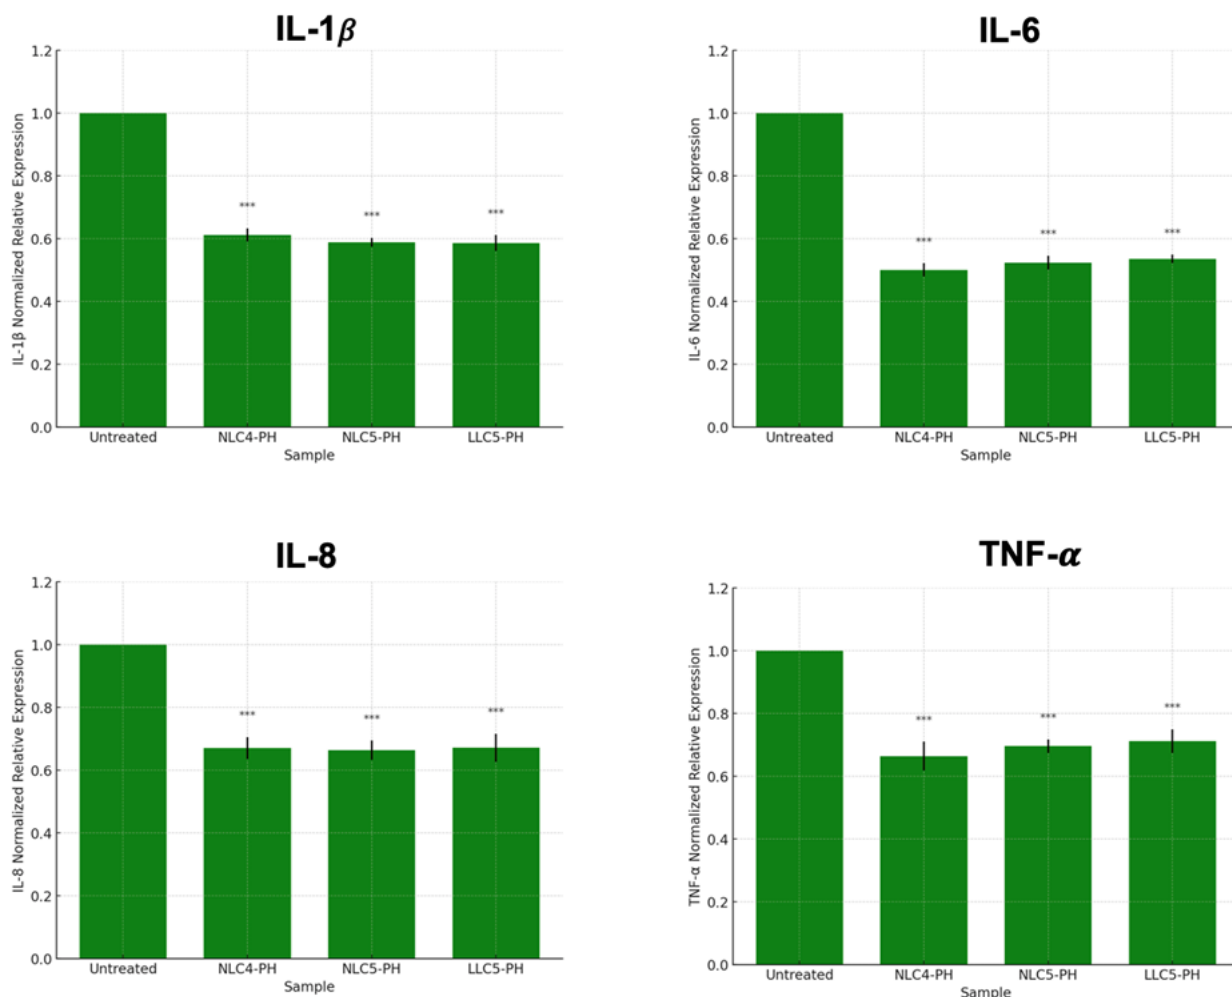 IL-1β
1.2
1.0
0.8
0.6
0.4
0.2
0.0
IL-1β Normalized Relative Expression
***
***
***
Untreated NLC4-PH NLC5-PH LLC5-PH
Sample
IL-6
1.2
1.0
0.8
0.6
0.4
0.2
0.0
IL-6 Normalized Relative Expression
***
***
***
Untreated NLC4-PH NLC5-PH LLC5-PH
Sample
IL-8
1.2
1.0
0.8
0.6
0.4
0.2
0.0
IL-8 Normalized Relative Expression
***
***
***
Untreated NLC4-PH NLC5-PH LLC5-PH
Sample
TNF-α
1.2
1.0
0.8
0.6
0.4
0.2
0.0
TNF-α Normalized Relative Expression
***
***
***
Untreated NLC4-PH NLC5-PH LLC5-PH
Sample